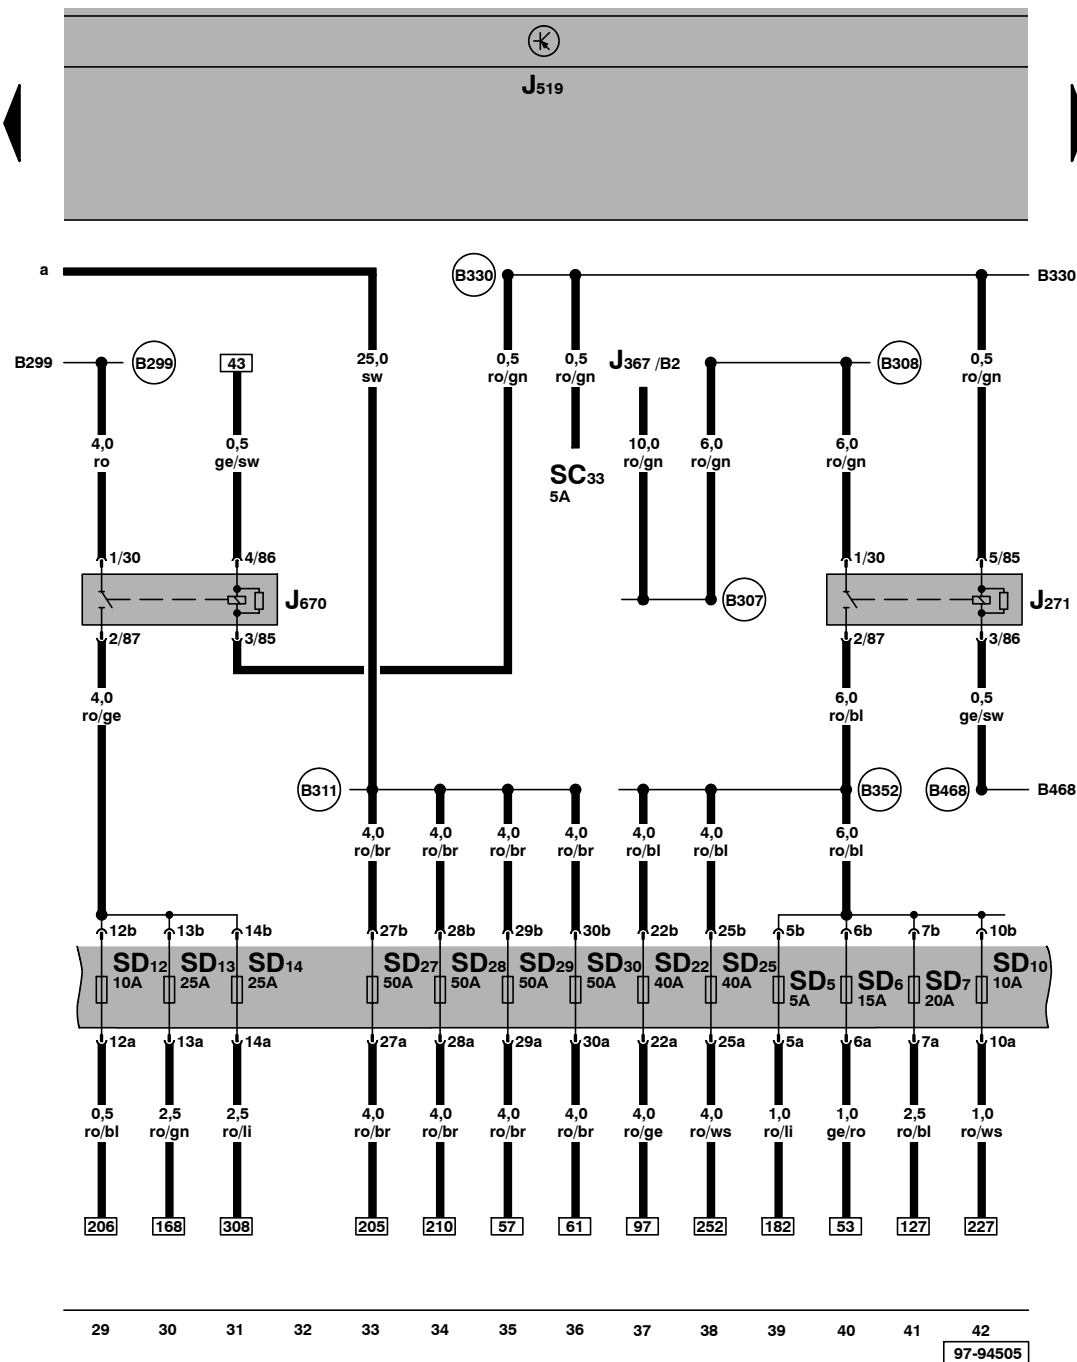 J519
a
B330
B330
B299
B299
43
25,0
sw
0,5
ro/gn
0,5
ro/gn
J367 /B2
B308
0,5
ro/gn
4,0
ro
0,5
ge/sw
10,0
ro/gn
6,0
ro/gn
6,0
ro/gn
SC33
5A
1/30
4/86
1/30
5/85
J670
B307
J271
2/87
3/85
2/87
3/86
4,0
ro/ge
6,0
ro/bl
0,5
ge/sw
B311
B352
B468
B468
4,0
ro/br
4,0
ro/br
4,0
ro/br
4,0
ro/br
4,0
ro/bl
4,0
ro/bl
6,0
ro/bl
12b 13b 14b 27b 28b 29b 30b 22b 25b 5b 6b 7b 10b
SD12
10A
SD13
25A
SD14
25A
SD27
50A
SD28
50A
SD29
50A
SD30
50A
SD22
40A
SD25
40A
SD5
5A
SD6
15A
SD7
20A
SD10
10A
12a 13a 14a 27a 28a 29a 30a 22a 25a 5a 6a 7a 10a
0,5
ro/bl
2,5
ro/gn
2,5
ro/li
4,0
ro/br
4,0
ro/br
4,0
ro/br
4,0
ro/br
4,0
ro/ge
4,0
ro/ws
1,0
ro/li
1,0
ge/ro
2,5
ro/bl
1,0
ro/ws
206 168 308 205 210 57 61 97 252 182 53 127 227
29 30 31 32 33 34 35 36 37 38 39 40 41 42
97-94505